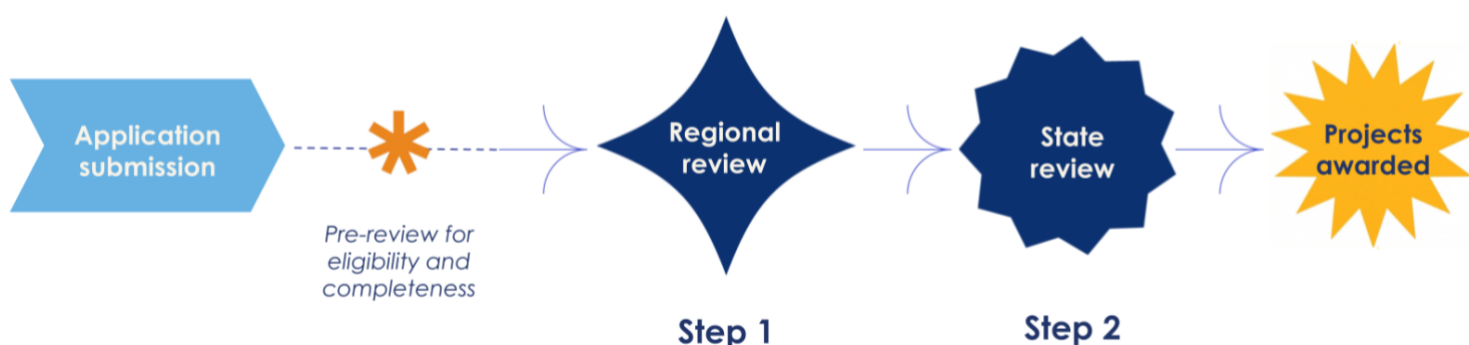 Application
submission
Pre-review for
eligibility and
completeness
Regional
review
Step 1
State
review
Step 2
Projects
awarded